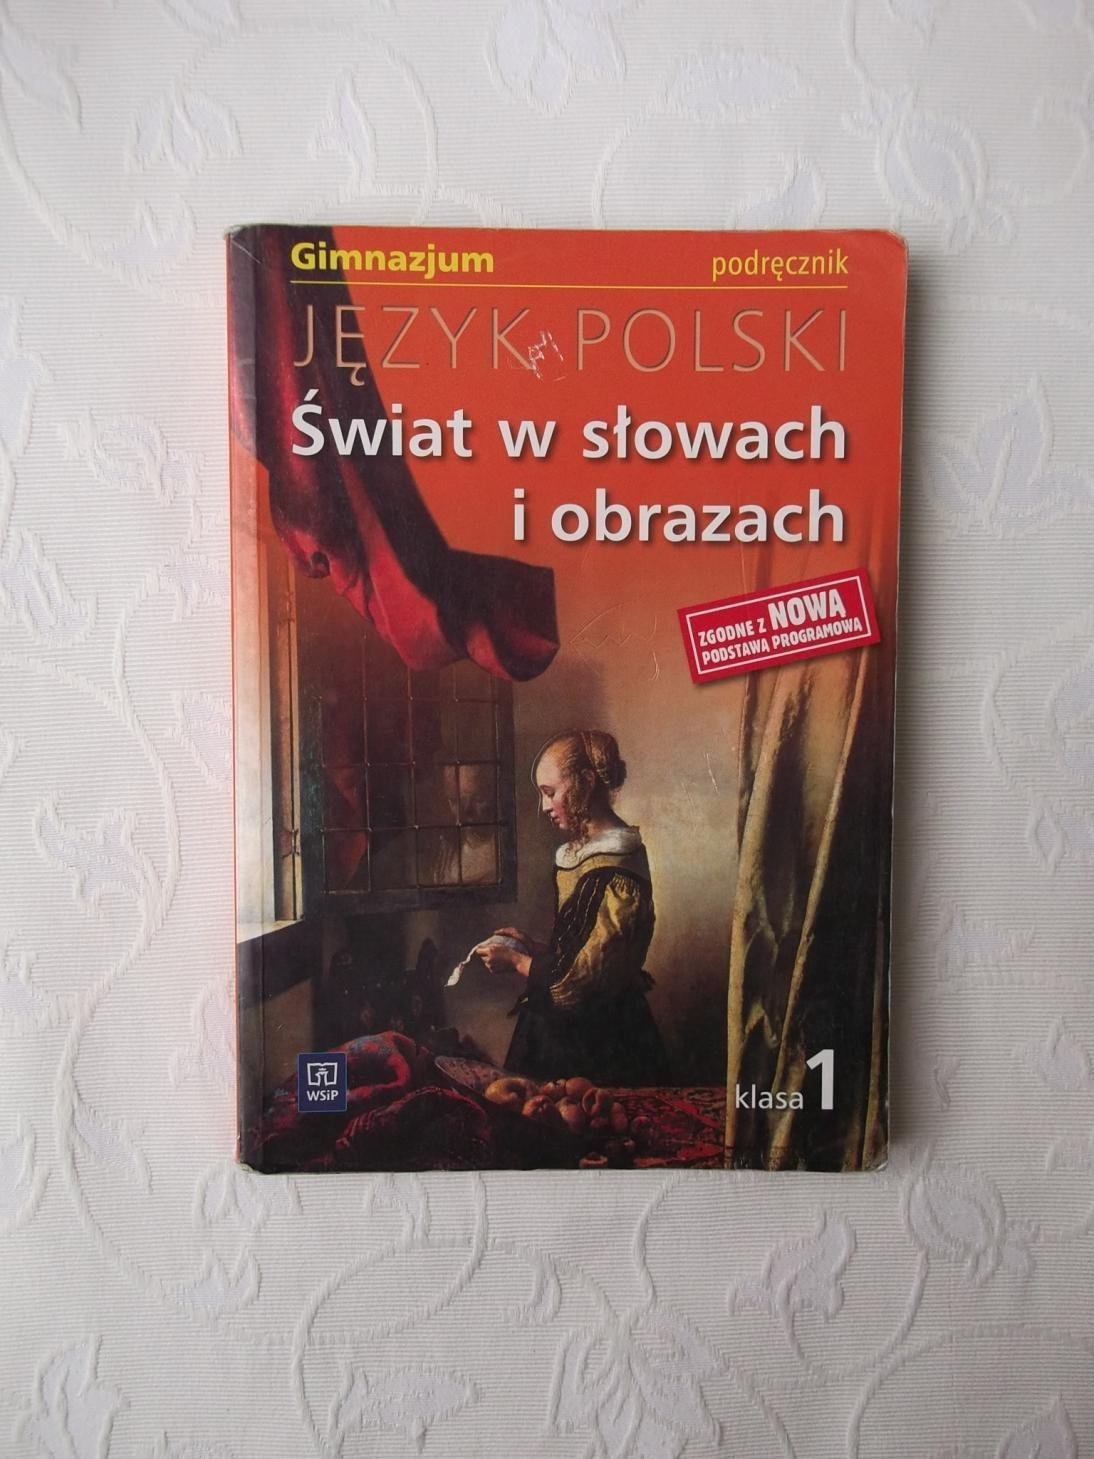 Gimnazjum podręcznik
JĘZYK POLSKI
Świat w słowach
i obrazach
ZGODNE Z NOWĄ
PODSTAWĄ PROGRAMOWĄ
klasa 1
WSiP